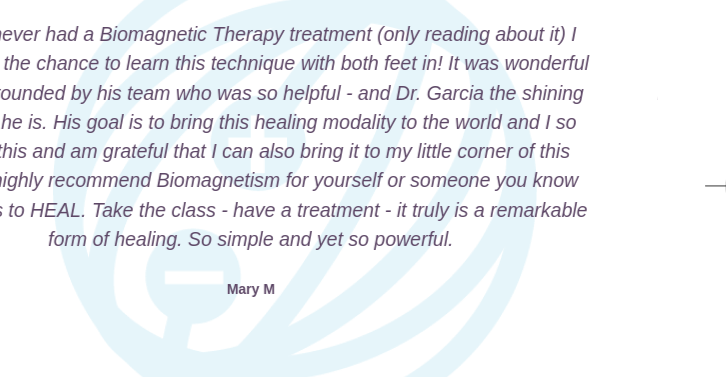 never had a Biomagnetic Therapy treatment (only reading about it) I
the chance to learn this technique with both feet in! It was wonderful
by his team who was so helpful - and Dr. Garcia the shining
he is. His goal is to bring this healing modality to the world and I so
this and am grateful that I can also bring it to my little corner of this
highly recommend Biomagnetism for yourself or someone you know
to HEAL. Take the class - have a treatment - it truly is a remarkable
form of healing. So simple and yet so powerful.
Mary M